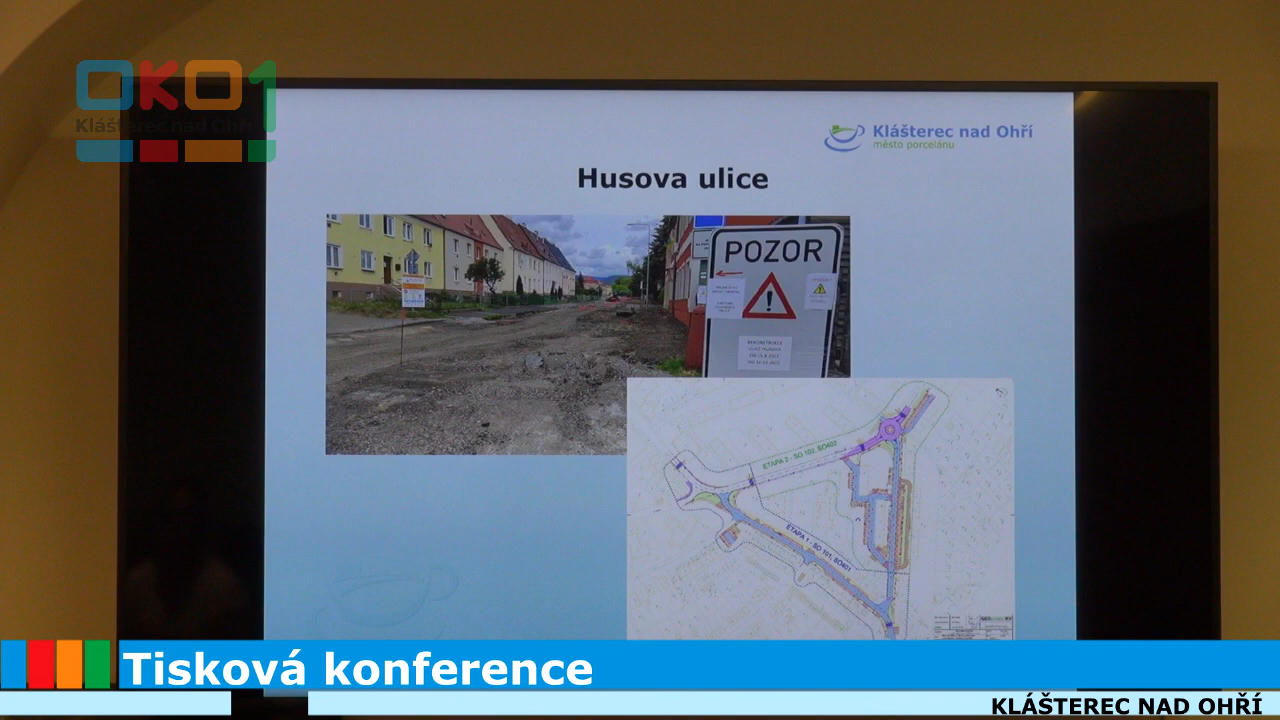 OKO1
Klášterec nad Ohří
Klášterec nad Ohří
město porcelánu
Husova ulice
POZOR
REKONSTRUKCE
ETAPA 2 - SO 102, SO402
ETAPA 1 - SO 101, SO401
Tisková konference
KLÁŠTEREC NAD OHŘÍ